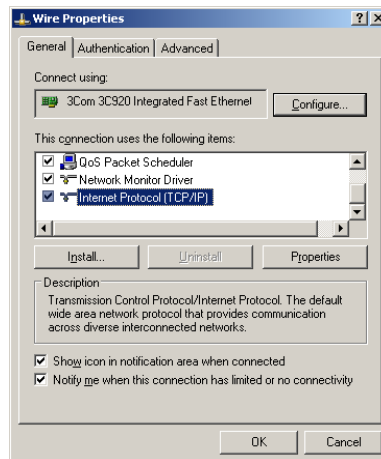 Wire Properties
General
Authentication
Advanced
Connect using:
3Com 3C920 Integrated Fast Ethernet
Configure...
This connection uses the following items:
QoS Packet Scheduler
Network Monitor Driver
Internet Protocol (TCP/IP)
Install...
Uninstall
Properties
Description
Transmission Control Protocol/Internet Protocol. The default
wide area network protocol that provides communication
across diverse interconnected networks.
Show icon in notification area when connected
Notify me when this connection has limited or no connectivity
OK
Cancel